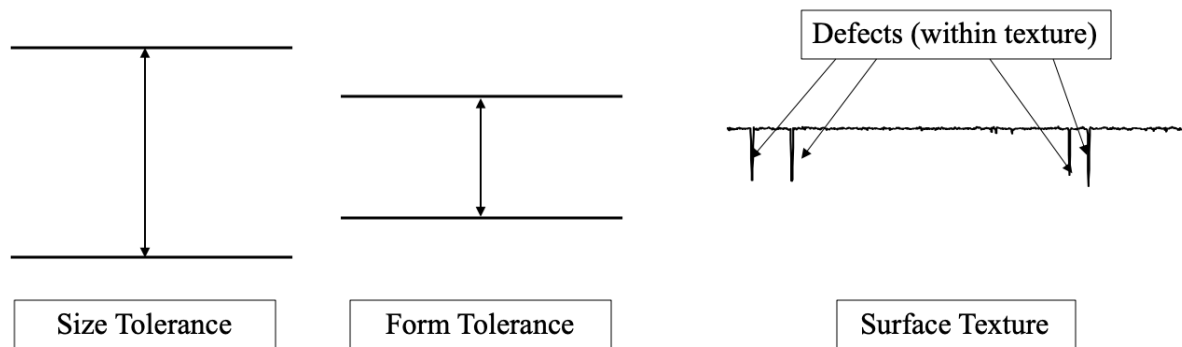 Defects (within texture)
Size Tolerance
Form Tolerance
Surface Texture